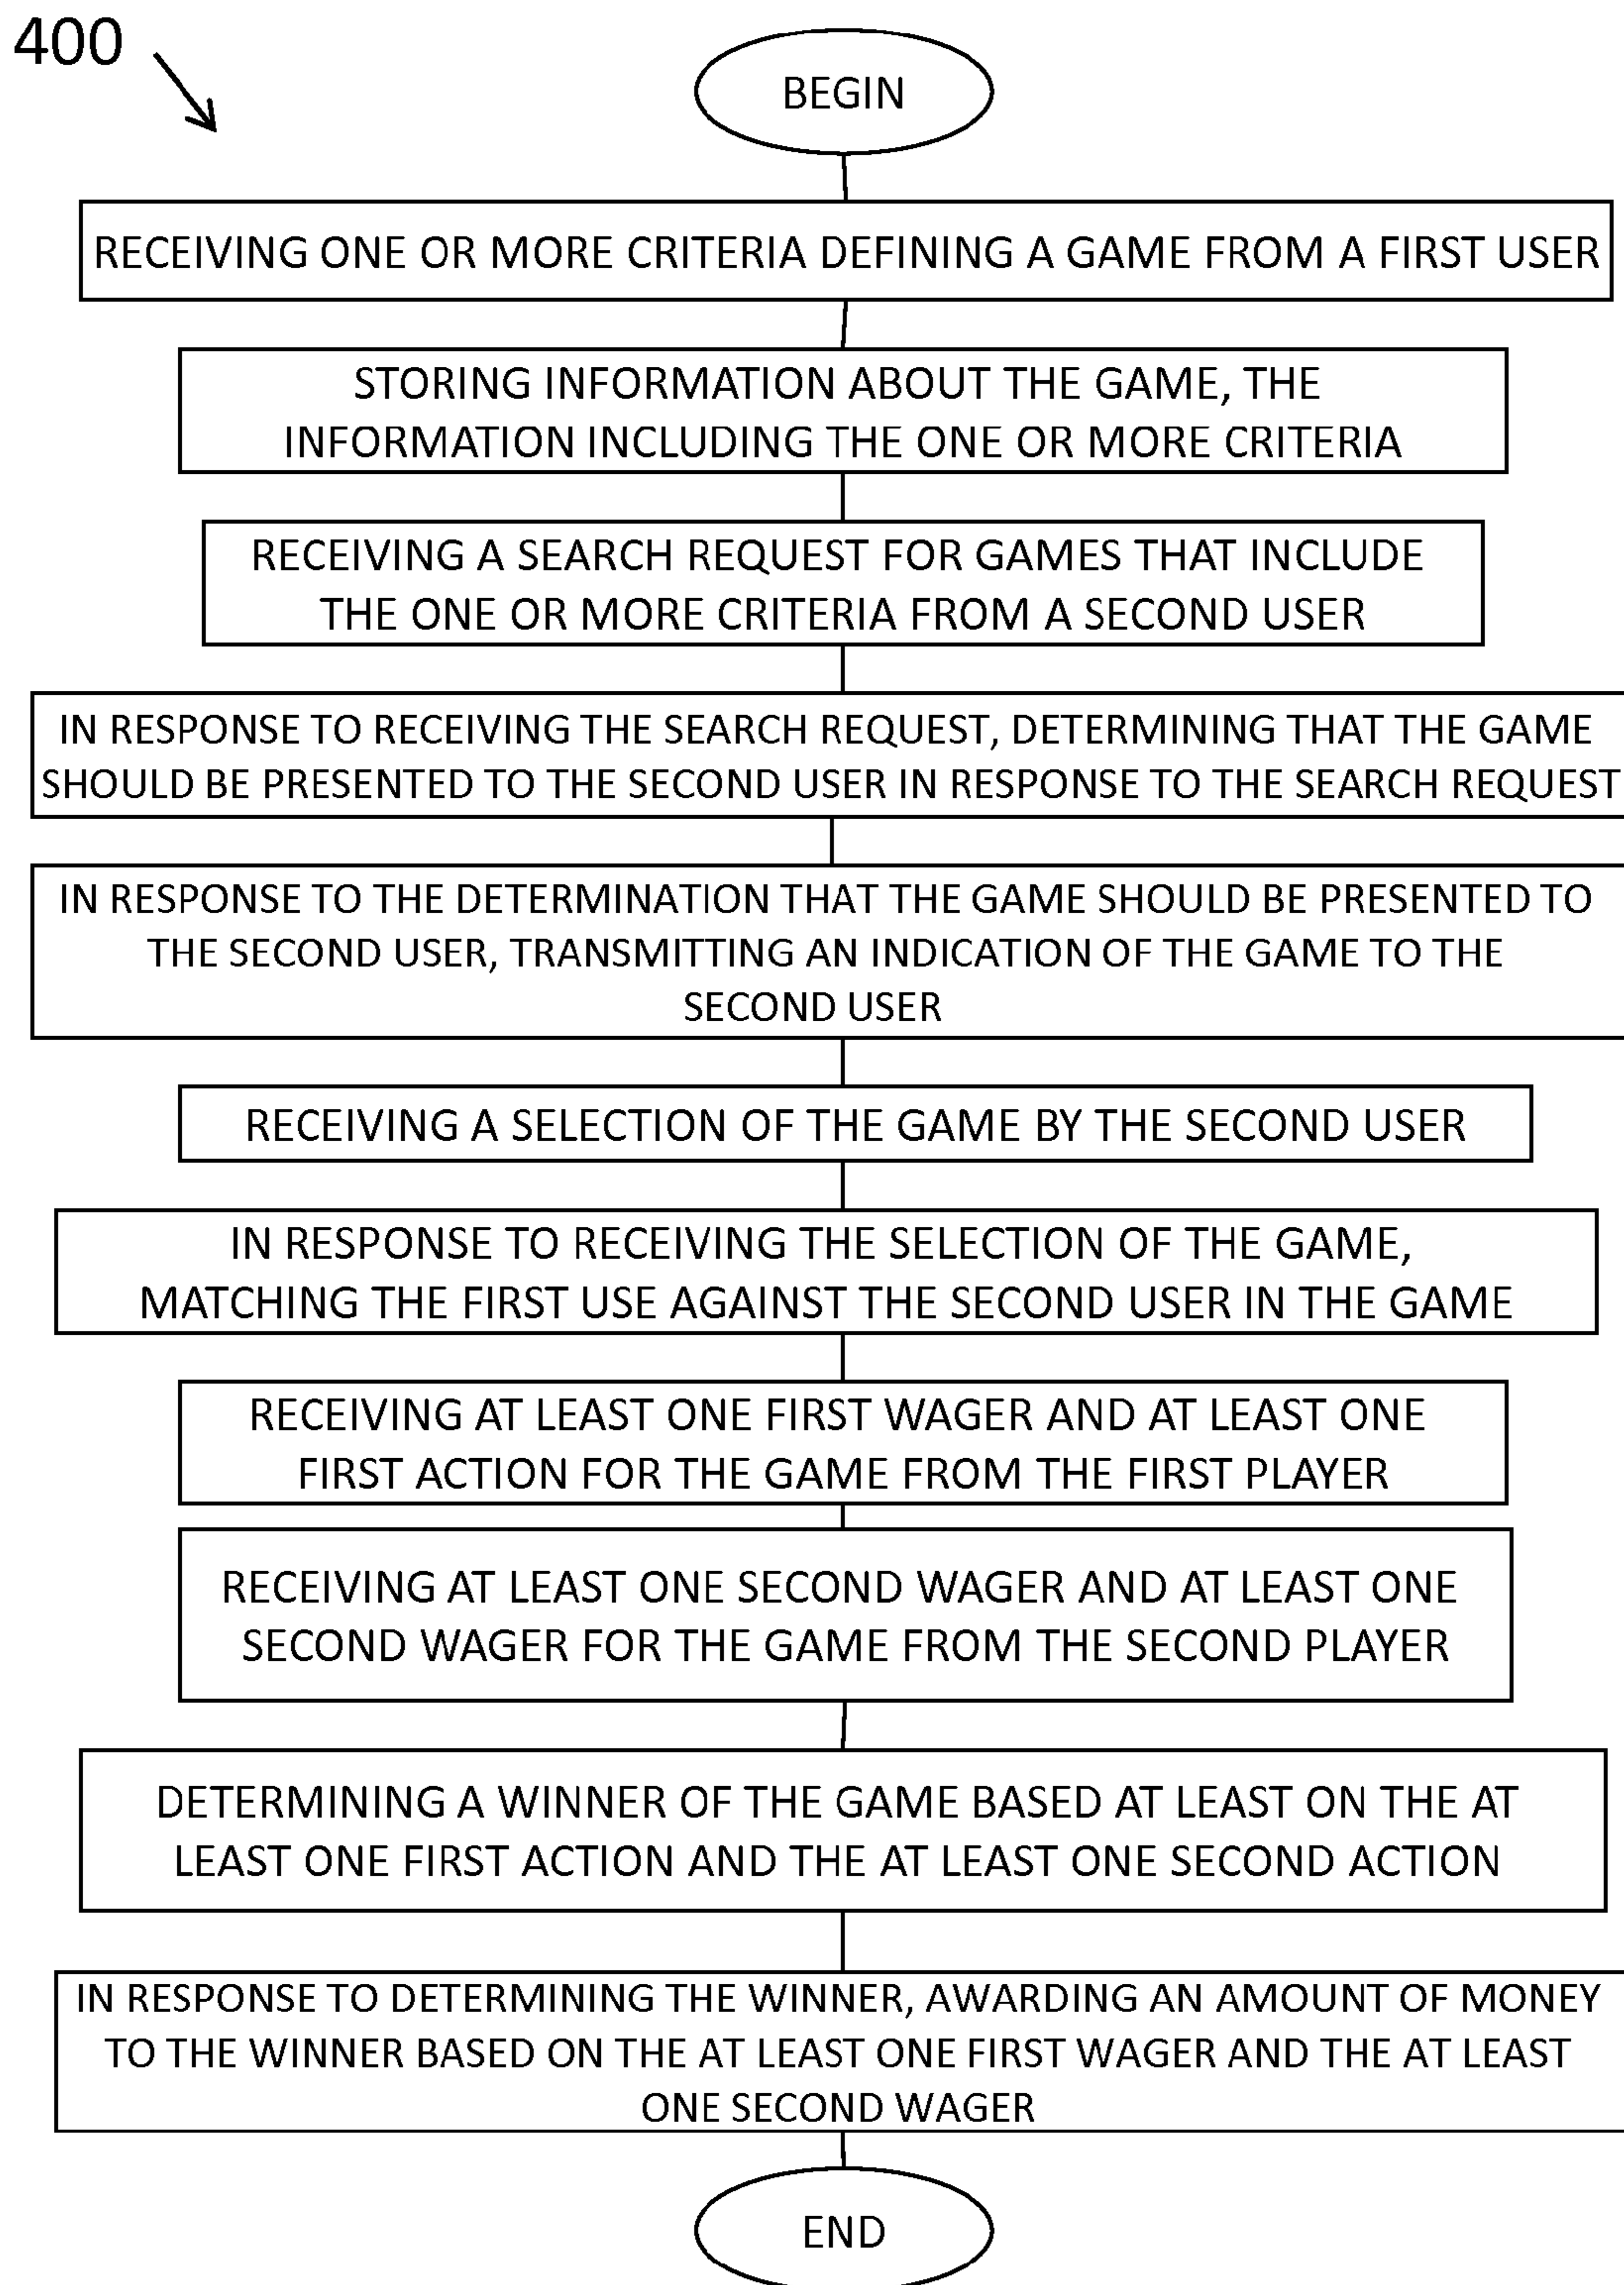 400
BEGIN
RECEIVING ONE OR MORE CRITERIA DEFINING A GAME FROM A FIRST USER
STORING INFORMATION ABOUT THE GAME, THE
INFORMATION INCLUDING THE ONE OR MORE CRITERIA
RECEIVING A SEARCH REQUEST FOR GAMES THAT INCLUDE
THE ONE OR MORE CRITERIA FROM A SECOND USER
IN RESPONSE TO RECEIVING THE SEARCH REQUEST, DETERMINING THAT THE GAME
SHOULD BE PRESENTED TO THE SECOND USER IN RESPONSE TO THE SEARCH REQUEST
IN RESPONSE TO THE DETERMINATION THAT THE GAME SHOULD BE PRESENTED TO
THE SECOND USER, TRANSMITTING AN INDICATION OF THE GAME TO THE
SECOND USER
RECEIVING A SELECTION OF THE GAME BY THE SECOND USER
IN RESPONSE TO RECEIVING THE SELECTION OF THE GAME,
MATCHING THE FIRST USE AGAINST THE SECOND USER IN THE GAME
RECEIVING AT LEAST ONE FIRST WAGER AND AT LEAST ONE
FIRST ACTION FOR THE GAME FROM THE FIRST PLAYER
RECEIVING AT LEAST ONE SECOND WAGER AND AT LEAST ONE
SECOND WAGER FOR THE GAME FROM THE SECOND PLAYER
DETERMINING A WINNER OF THE GAME BASED AT LEAST ON THE AT
LEAST ONE FIRST ACTION AND THE AT LEAST ONE SECOND ACTION
IN RESPONSE TO DETERMINING THE WINNER, AWARDING AN AMOUNT OF MONEY
TO THE WINNER BASED ON THE AT LEAST ONE FIRST WAGER AND THE AT LEAST
ONE SECOND WAGER
END